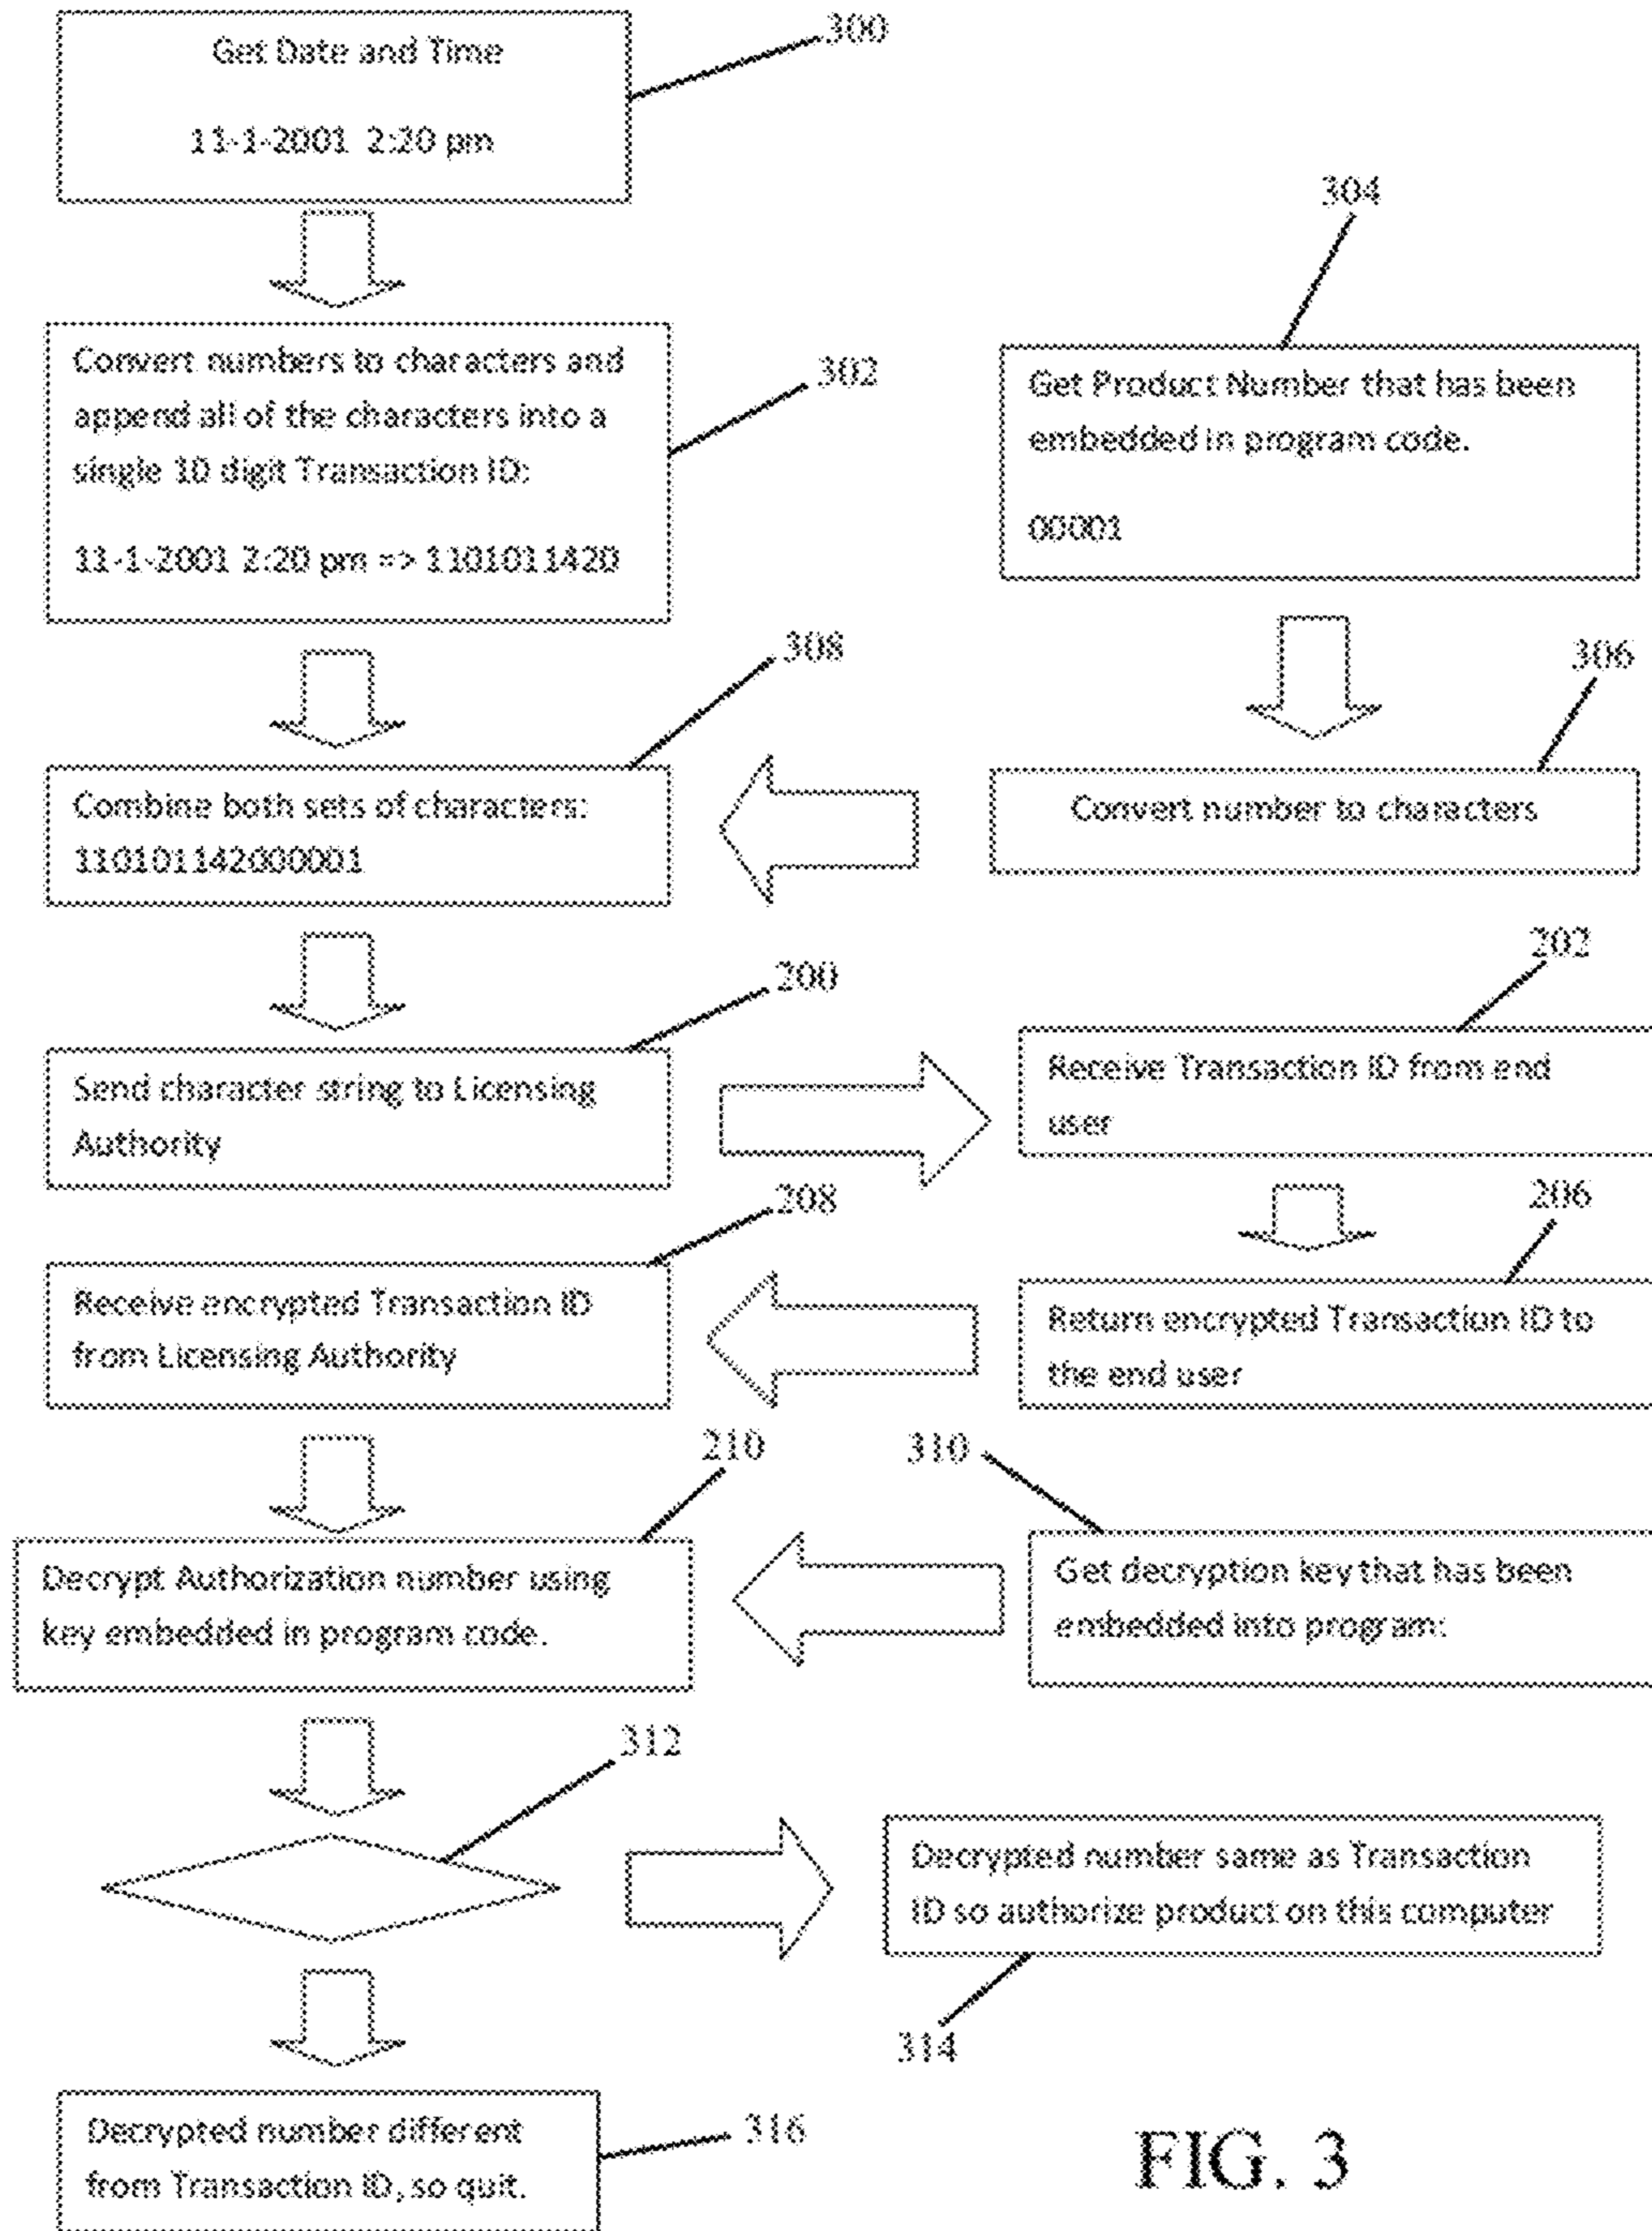 Get Date and Time
11-1-2001 2:20 pm
300
Convert numbers to characters and
append all of the characters into a
single 10 digit Transaction ID:
11-1-2001 2:20 pm => 1101011420
302
304
Get Product Number that has been
embedded in program code.
00001
308
306
Combine both sets of characters:
110101142000001
Convert number to characters
200
202
Send character string to Licensing
Authority
Receive Transaction ID from end
user
208
206
Receive encrypted Transaction ID
from Licensing Authority
Return encrypted Transaction ID to
the end user
210
310
Decrypt Authorization number using
key embedded in program code.
Get decryption key that has been
embedded into program:
312
Decrypted number same as Transaction
ID so authorize product on this computer
314
Decrypted number different
from Transaction ID, so quit.
316
FIG. 3